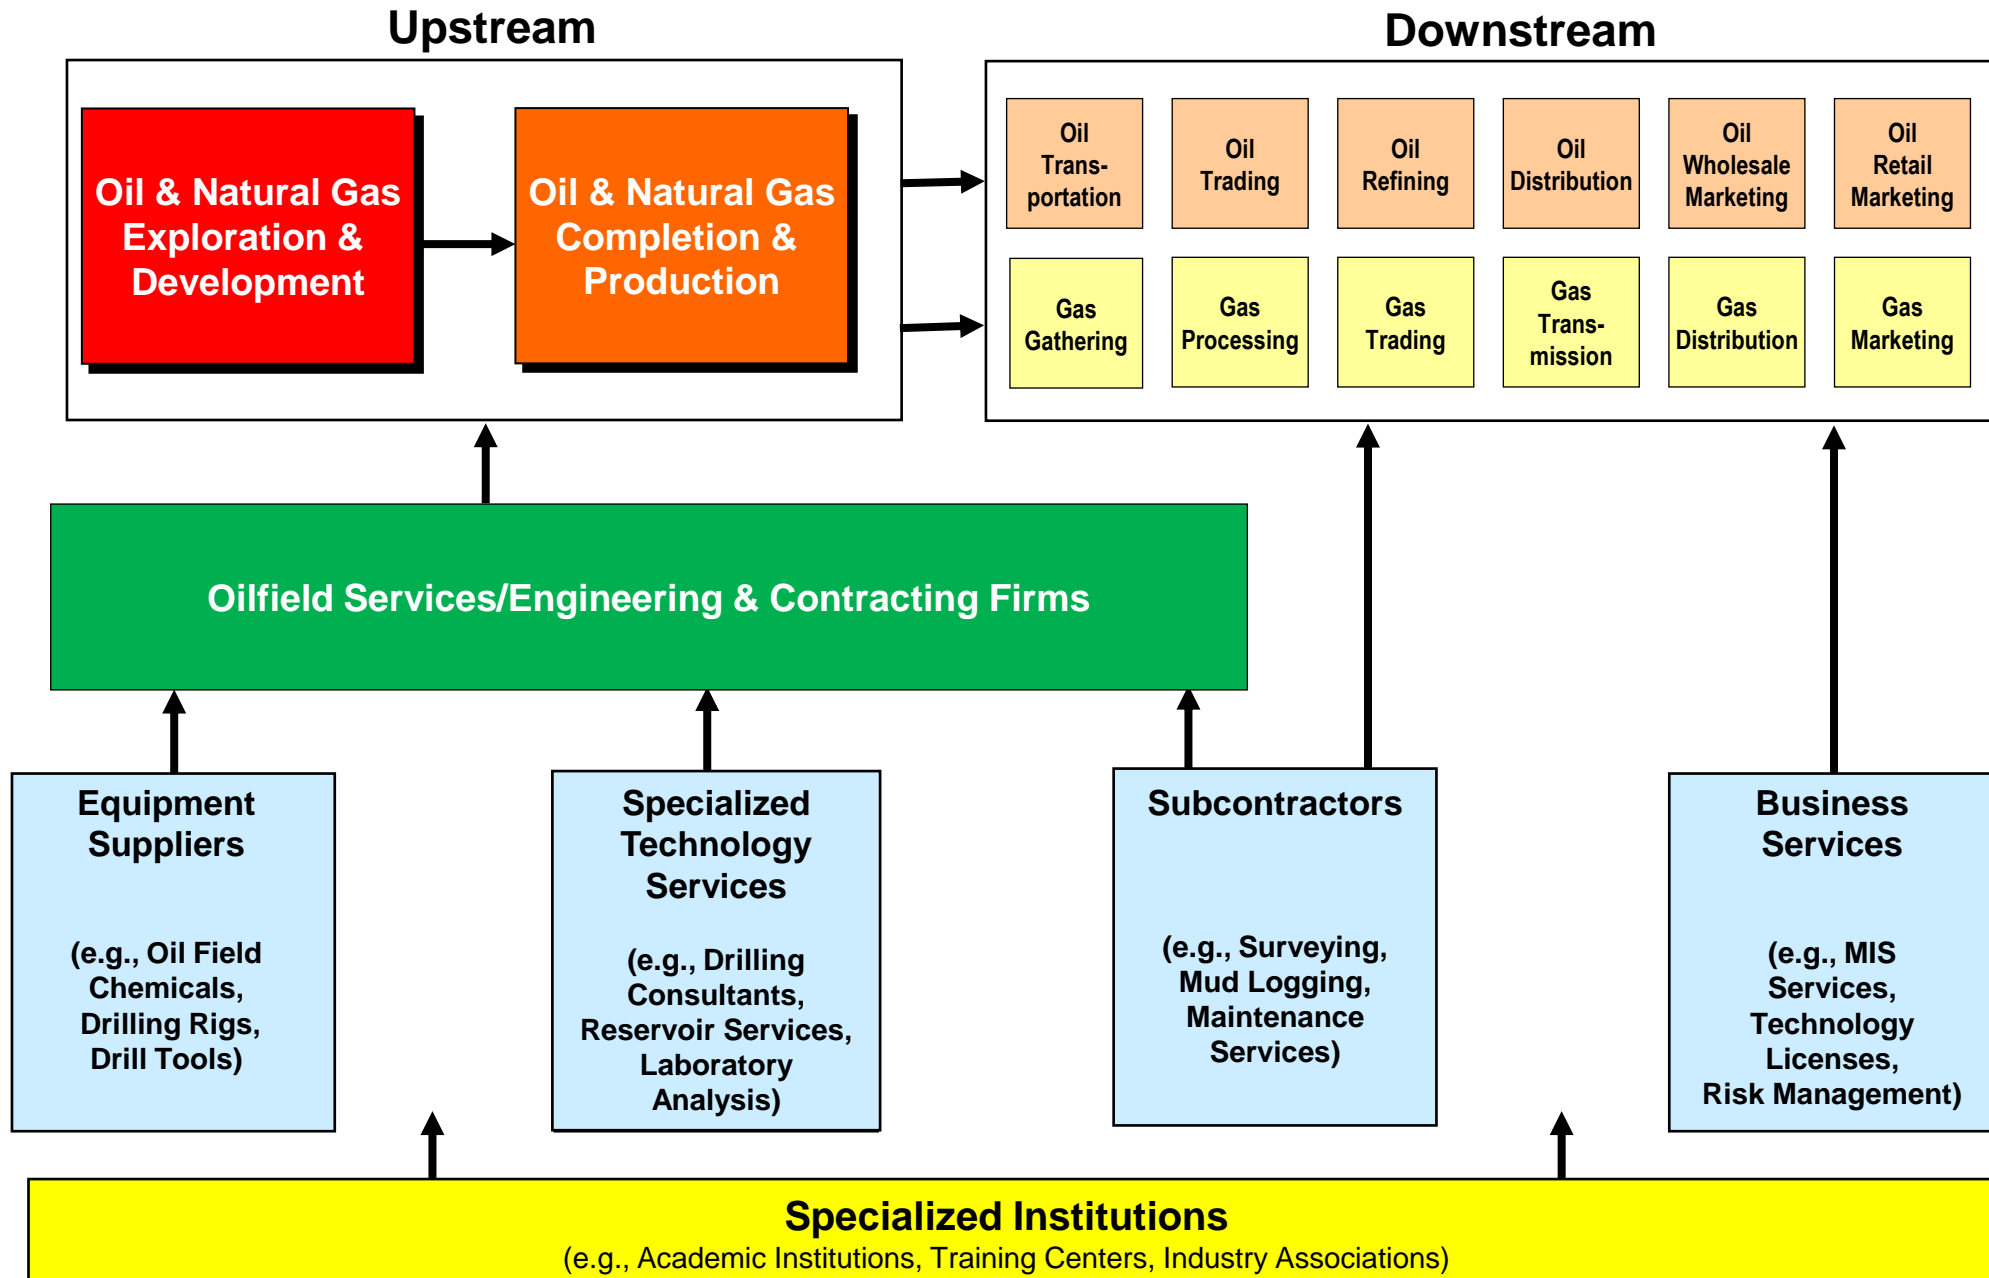 Upstream
Downstream
Oil & Natural Gas
Exploration &
Development
Oil & Natural Gas
Completion &
Production
Oil
Trans-
portation
Oil
Trading
Oil
Refining
Oil
Distribution
Oil
Wholesale
Marketing
Oil
Retail
Marketing
Gas
Gathering
Gas
Processing
Gas
Trading
Gas
Trans-
mission
Gas
Distribution
Gas
Marketing
Oilfield Services/Engineering & Contracting Firms
Equipment
Suppliers
(e.g., Oil Field
Chemicals,
Drilling Rigs,
Drill Tools)
Specialized
Technology
Services
(e.g., Drilling
Consultants,
Reservoir Services,
Laboratory
Analysis)
Subcontractors
(e.g., Surveying,
Mud Logging,
Maintenance
Services)
Business
Services
(e.g., MIS
Services,
Technology
Licenses,
Risk Management)
Specialized Institutions
(e.g., Academic Institutions, Training Centers, Industry Associations)